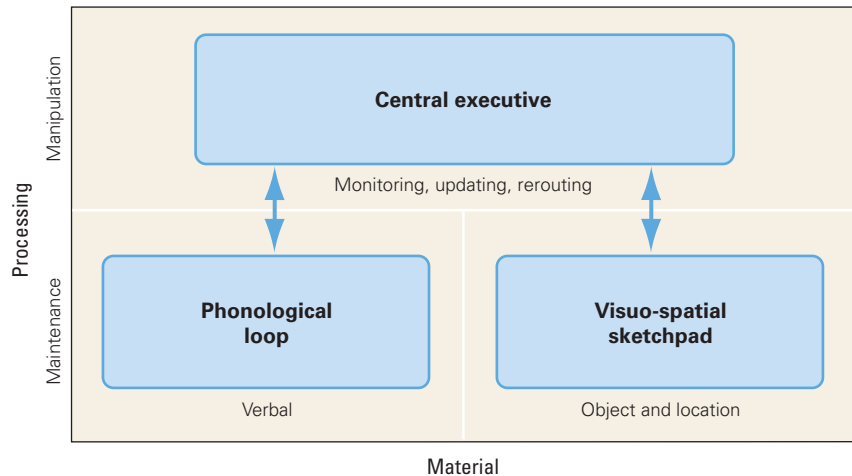 Processing
Manipulation
Central executive
Monitoring, updating, rerouting
Maintenance
Phonological
loop
Verbal
Visuo-spatial
sketchpad
Object and location
Material